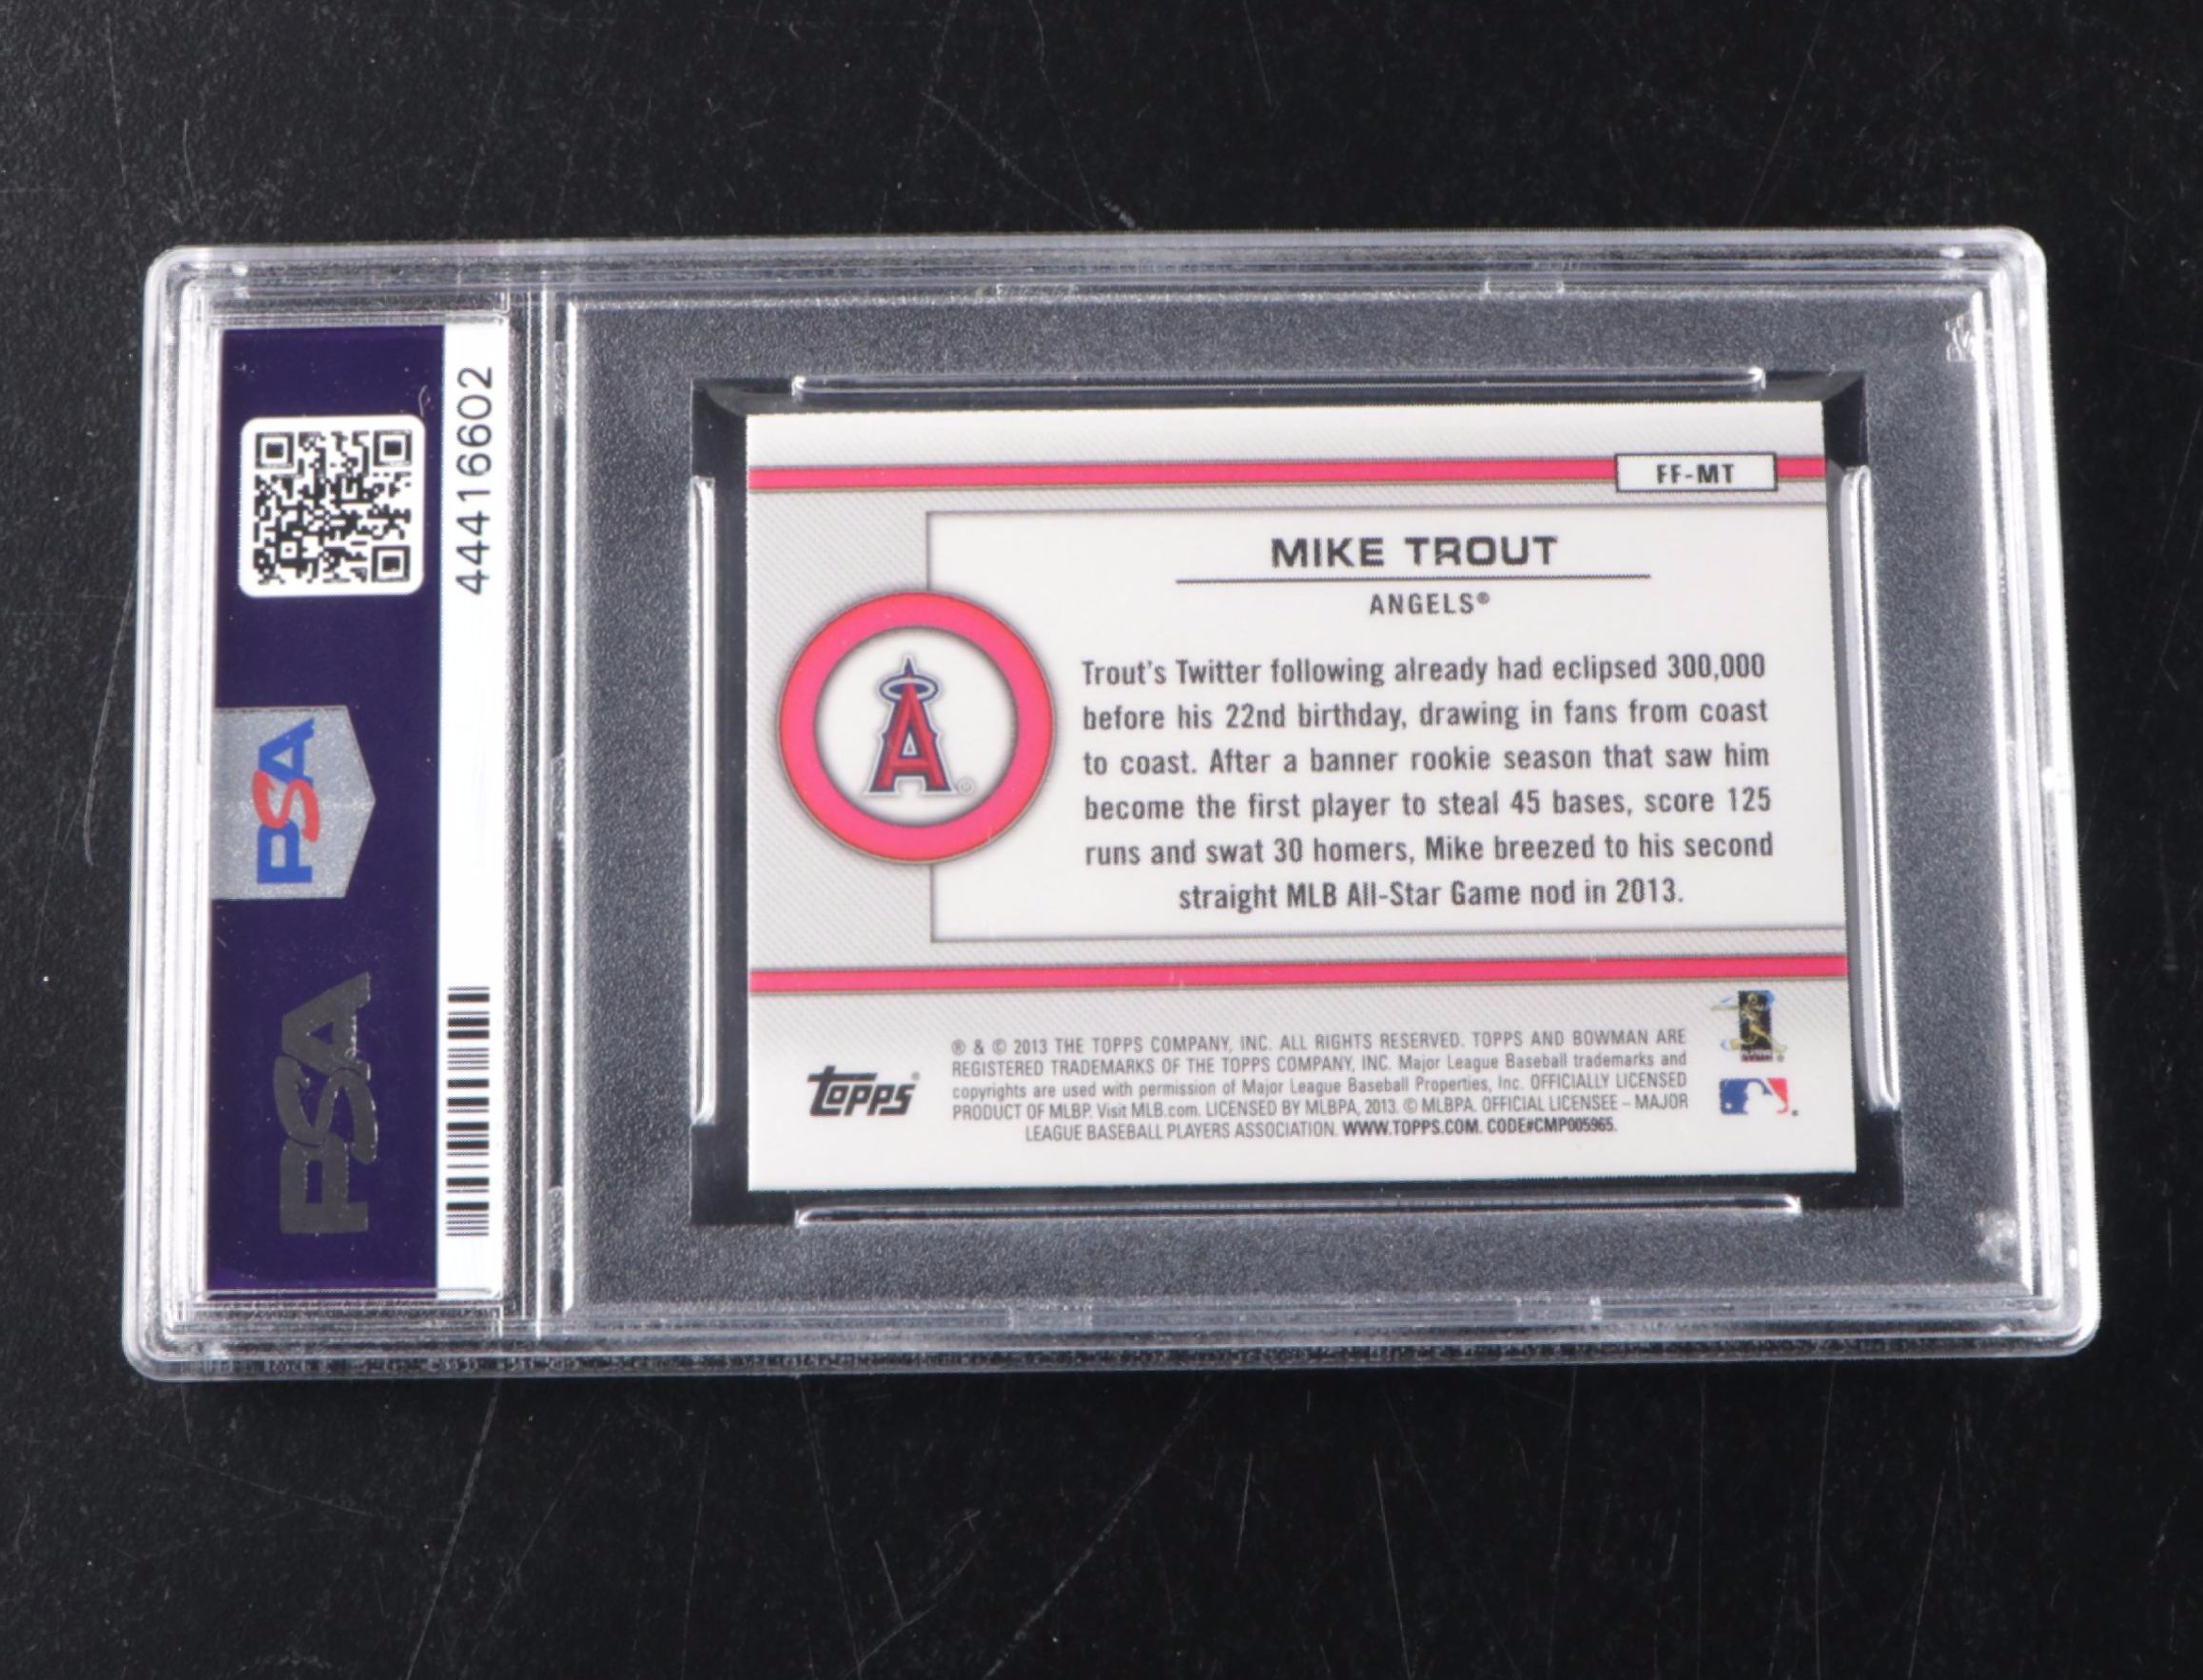 44416602
PSA
PSA
FF-MT
MIKE TROUT
ANGELS®
Trout's Twitter following already had eclipsed 300,000
before his 22nd birthday, drawing in fans from coast
to coast. After a banner rookie season that saw him
become the first player to steal 45 bases, score 125
runs and swat 30 homers, Mike breezed to his second
straight MLB All-Star Game nod in 2013.
A®
topps®
® & © 2013 THE TOPPS COMPANY, INC. ALL RIGHTS RESERVED. TOPPS AND BOWMAN ARE
REGISTERED TRADEMARKS OF THE TOPPS COMPANY, INC. Major League Baseball trademarks and
copyrights are used with permission of Major League Baseball Properties, Inc. OFFICIALLY LICENSED
PRODUCT OF MLBP. Visit MLB.com. LICENSED BY MLBPA, 2013. © MLBPA. OFFICIAL LICENSEE – MAJOR
LEAGUE BASEBALL PLAYERS ASSOCIATION. WWW.TOPPS.COM. CODE#CMP005965.